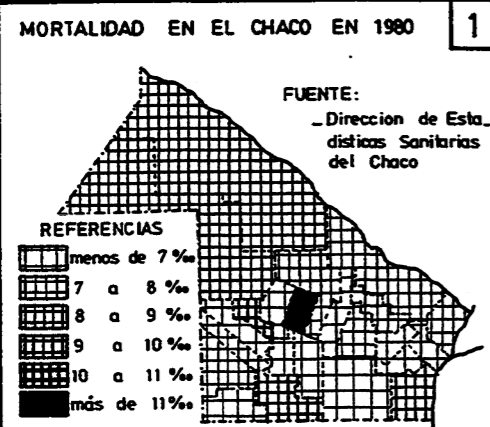 MORTALIDAD EN EL CHACO EN 1980
1
FUENTE:
_Direccion de Esta_
disticas Sanitarias
del Chaco
REFERENCIAS
menos de 7 ‰
7 a 8 ‰
8 a 9 ‰
9 a 10 ‰
10 a 11 ‰
más de 11‰